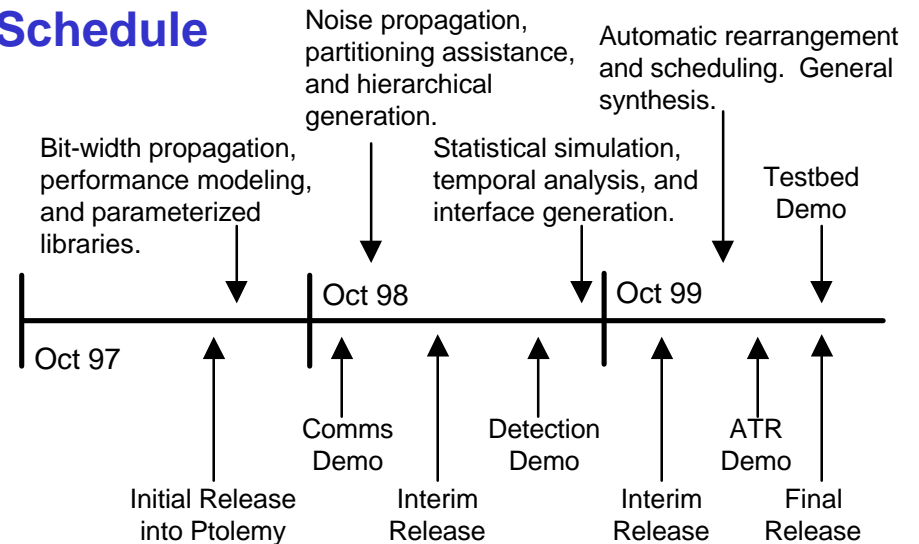 Schedule
Noise propagation,
partitioning assistance,
and hierarchical
generation.
Automatic rearrangement
and scheduling.  General
synthesis.
Bit-width propagation,
performance modeling,
and parameterized
libraries.
Statistical simulation,
temporal analysis, and
interface generation.
Testbed
Demo
Oct 97
Oct 98
Oct 99
Comms
Demo
Detection
Demo
ATR
Demo
Initial Release
into Ptolemy
Interim
Release
Interim
Release
Final
Release